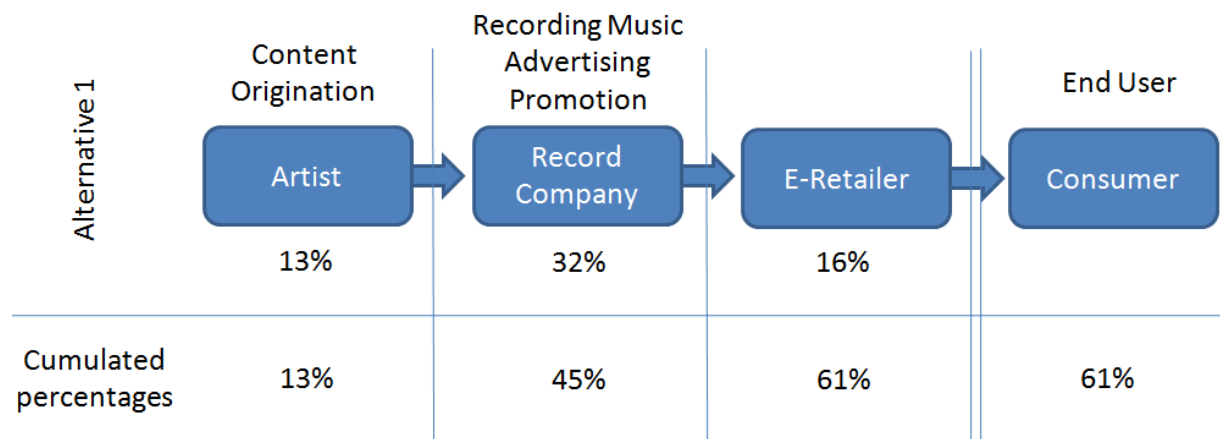 Alternative 1
Content
Origination
Recording Music
Advertising
Promotion
End User
Artist
Record
Company
E-Retailer
Consumer
13%
32%
16%
Cumulated
percentages
13%
45%
61%
61%